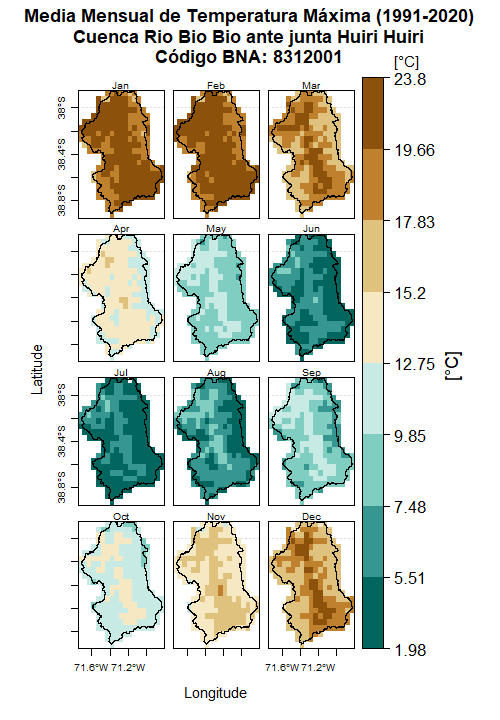 Media Mensual de Temperatura Máxima (1991-2020)
Cuenca Rio Bio Bio ante junta Huiri Huiri
Código BNA: 8312001
[°C]
Jan Feb Mar
38°S
38.4°S
38.8°S
Apr May Jun
Jul Aug Sep
38°S
38.4°S
38.8°S
Oct Nov Dec
71.6°W 71.2°W 71.6°W 71.2°W
Latitude
Longitude
23.8
19.66
17.83
15.2
12.75
9.85
7.48
5.51
1.98
[°C]